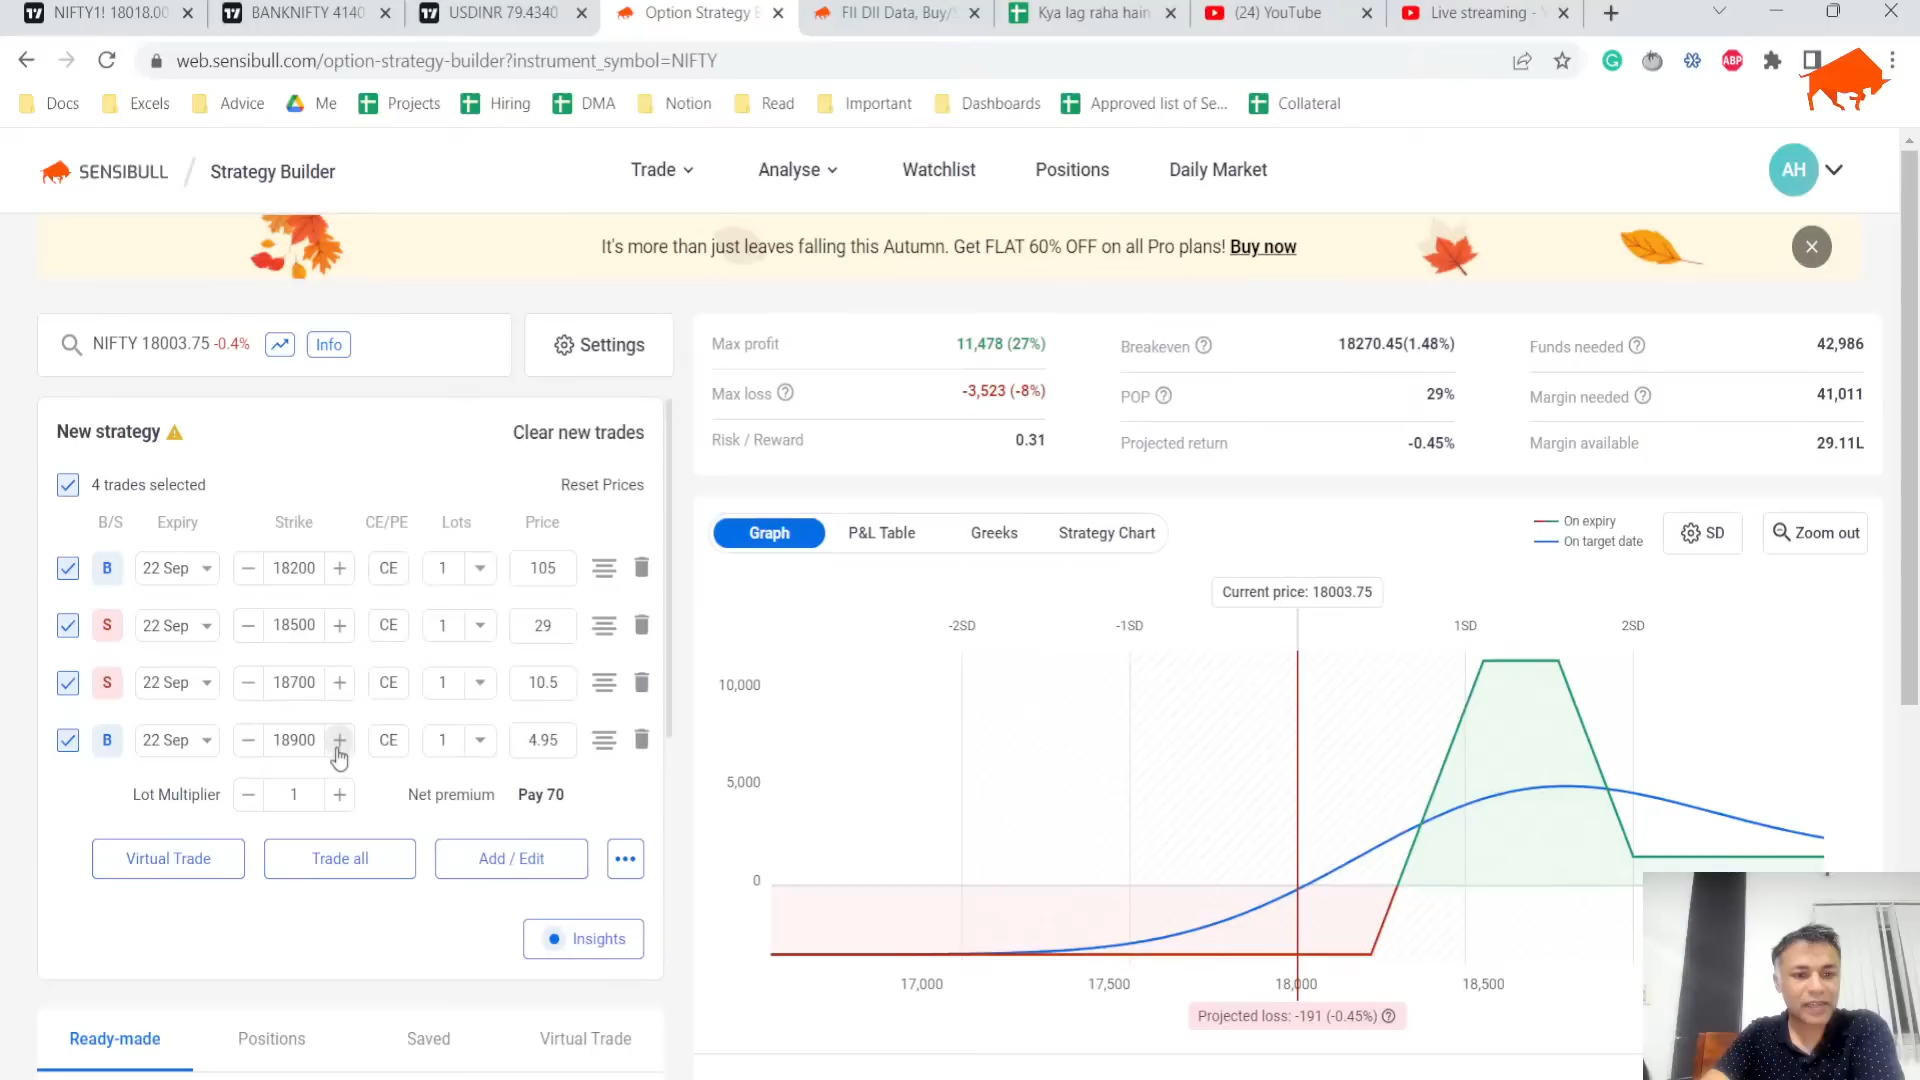 NIFTY1! 18018.00
BANKNIFTY 4140
USDINR 79.4340
Option Strategy B
FII DII Data, Buy/S
Kya lag raha hain
(24) YouTube
Live streaming - Y
web.sensibull.com/option-strategy-builder?instrument_symbol=NIFTY
G
ABP
Docs Excels Advice Me Projects Hiring DMA Notion Read Important Dashboards Approved list of Se... Collateral
SENSIBULL / Strategy Builder
Trade Analyse Watchlist Positions Daily Market
AH
It's more than just leaves falling this Autumn. Get FLAT 60% OFF on all Pro plans! Buy now
NIFTY 18003.75 -0.4% Info
Settings
Max profit 11,478 (27%)
Breakeven 18270.45(1.48%)
Funds needed 42,986
Max loss -3,523 (-8%)
POP 29%
Margin needed 41,011
Risk / Reward 0.31
Projected return -0.45%
Margin available 29.11L
New strategy
Clear new trades
4 trades selected
Reset Prices
B/S Expiry Strike CE/PE Lots Price
B 22 Sep 18200 CE 1 105
S 22 Sep 18500 CE 1 29
S 22 Sep 18700 CE 1 10.5
B 22 Sep 18900 CE 1 4.95
Lot Multiplier 1 Net premium Pay 70
Virtual Trade
Trade all
Add / Edit
Insights
Ready-made Positions Saved Virtual Trade
Graph P&L Table Greeks Strategy Chart
On expiry
On target date
SD
Zoom out
Current price: 18003.75
-2SD -1SD 1SD 2SD
10,000
5,000
0
17,000 17,500 18,000 18,500
Projected loss: -191 (-0.45%)